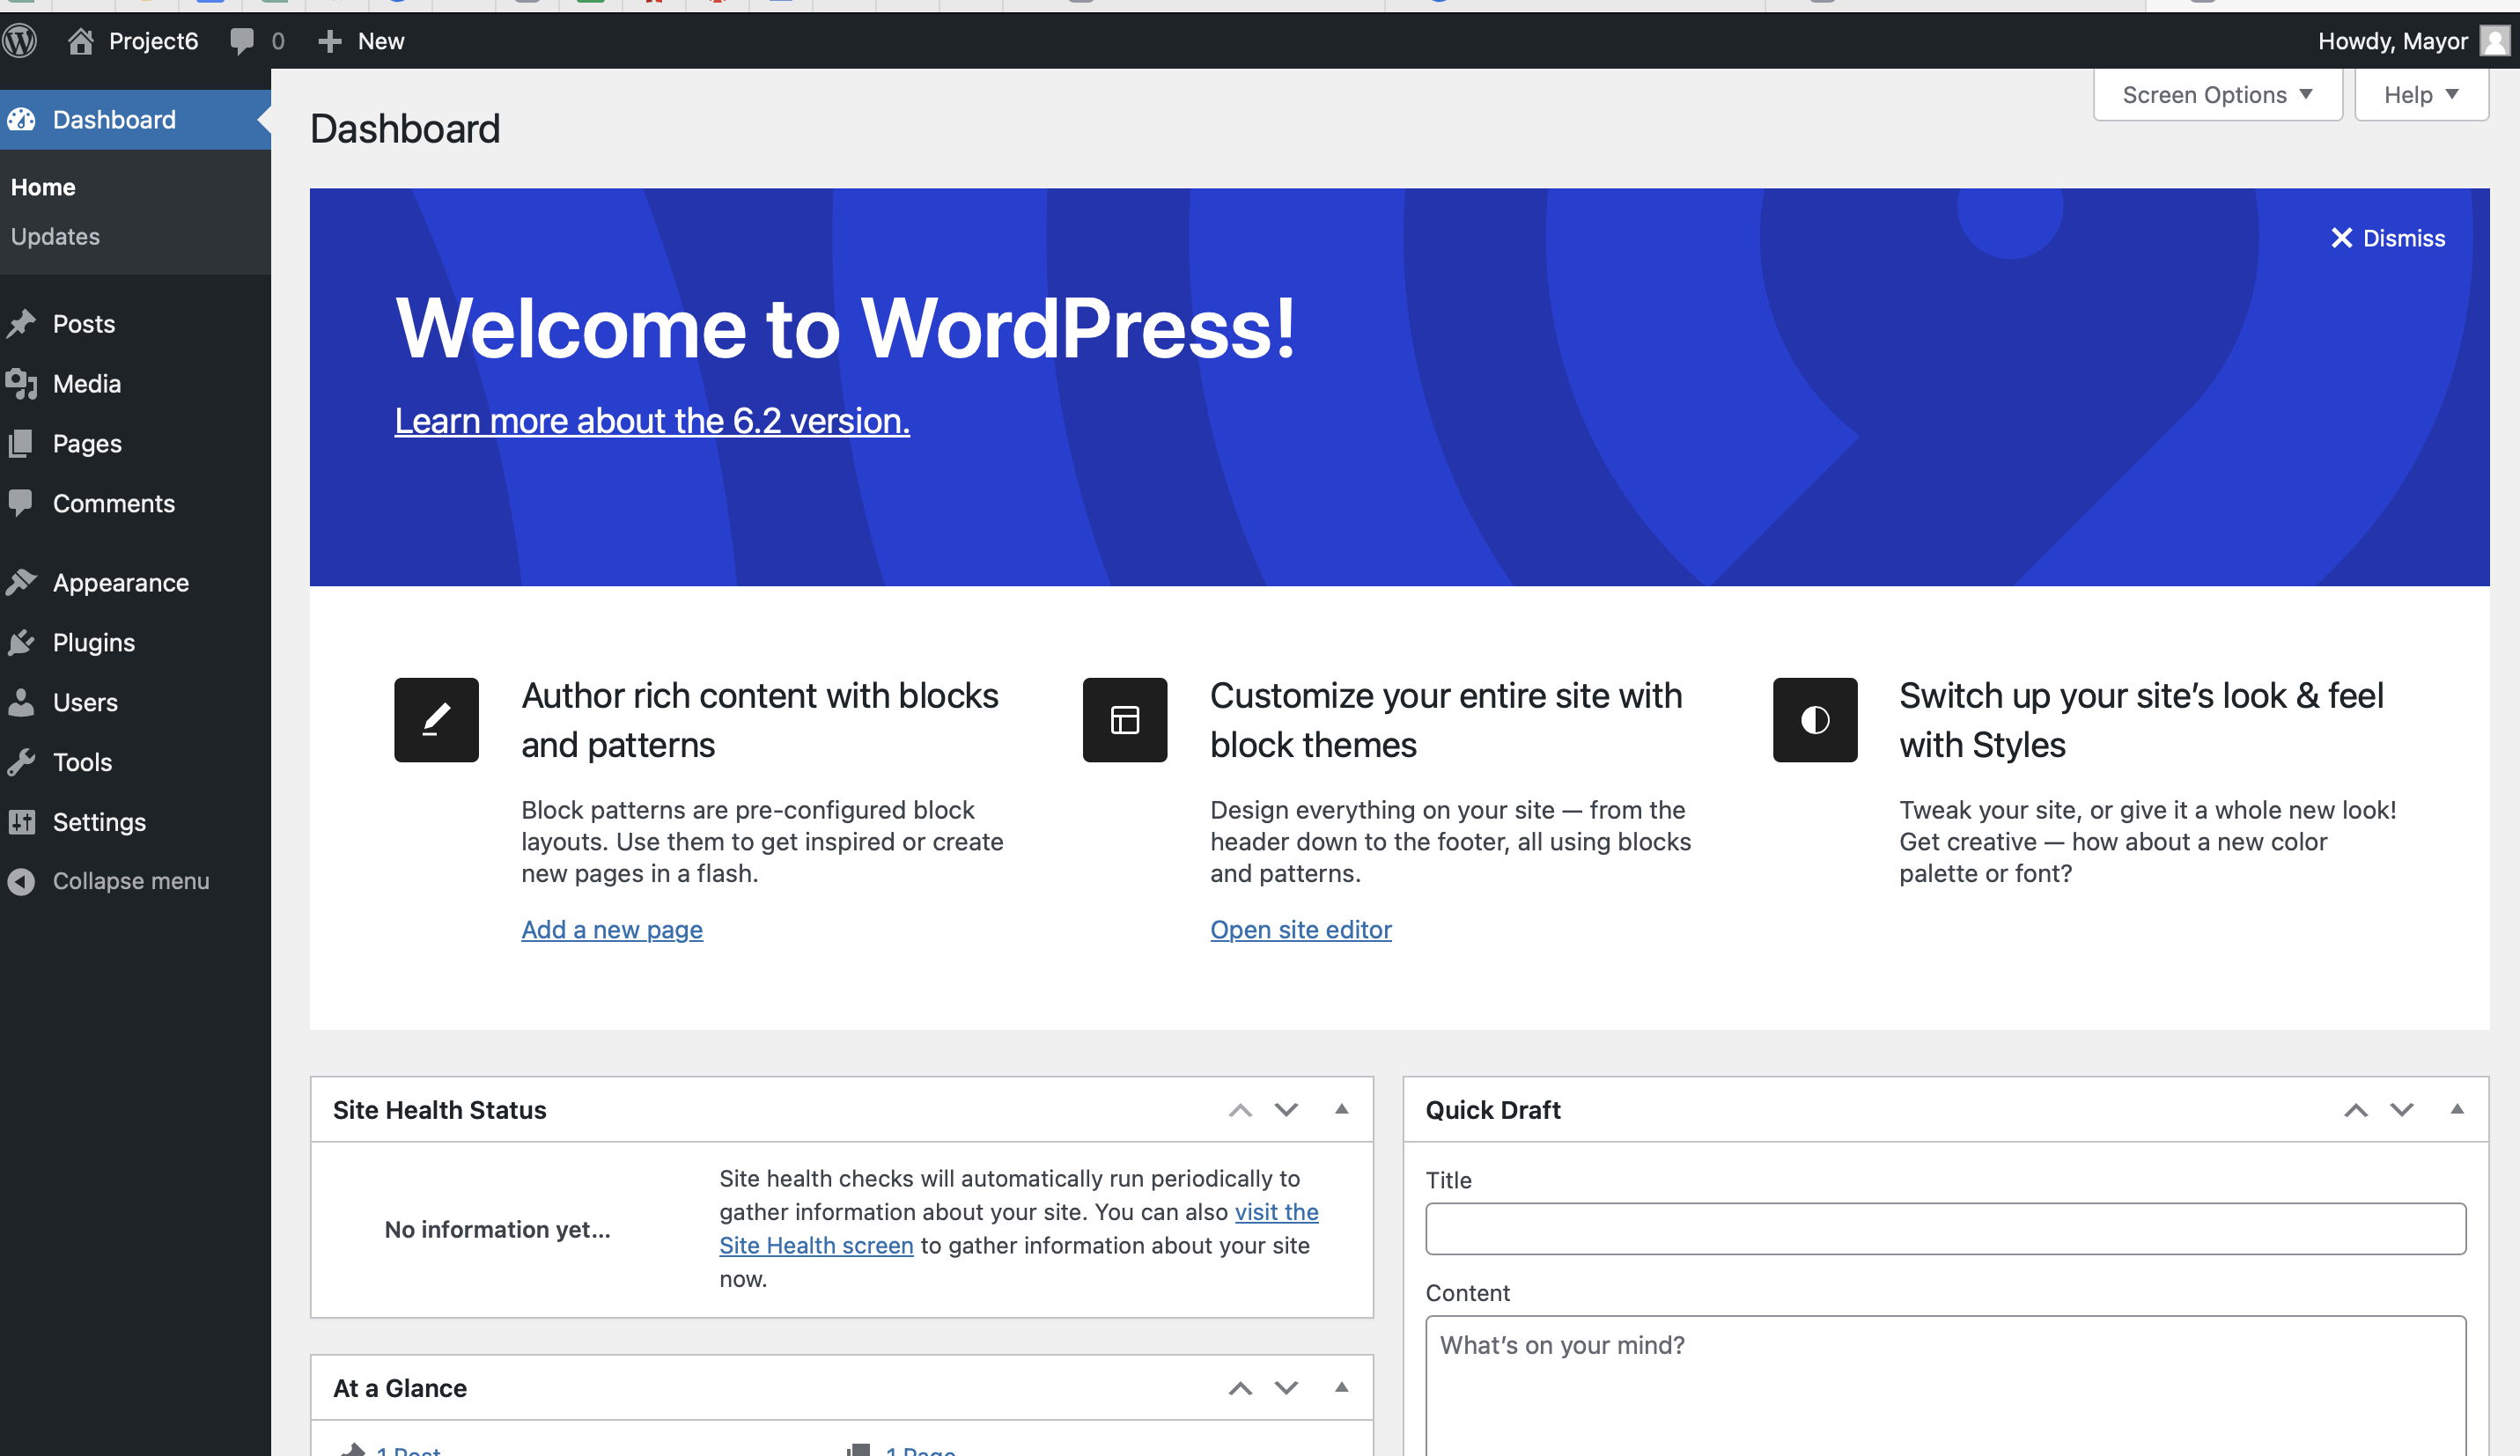 Project6
0
New
Howdy, Mayor
Dashboard
Home
Updates
Posts
Media
Pages
Comments
Appearance
Plugins
Users
Tools
Settings
Collapse menu
Screen Options
Help
Dashboard
Dismiss
Welcome to WordPress!
Learn more about the 6.2 version.
Author rich content with blocks
and patterns
Block patterns are pre-configured block
layouts. Use them to get inspired or create
new pages in a flash.
Add a new page
Customize your entire site with
block themes
Design everything on your site — from the
header down to the footer, all using blocks
and patterns.
Open site editor
Switch up your site’s look & feel
with Styles
Tweak your site, or give it a whole new look!
Get creative — how about a new color
palette or font?
Site Health Status
No information yet...
Site health checks will automatically run periodically to
gather information about your site. You can also visit the
Site Health screen to gather information about your site
now.
At a Glance
1 Post
1 Page
Quick Draft
Title
Content
What’s on your mind?